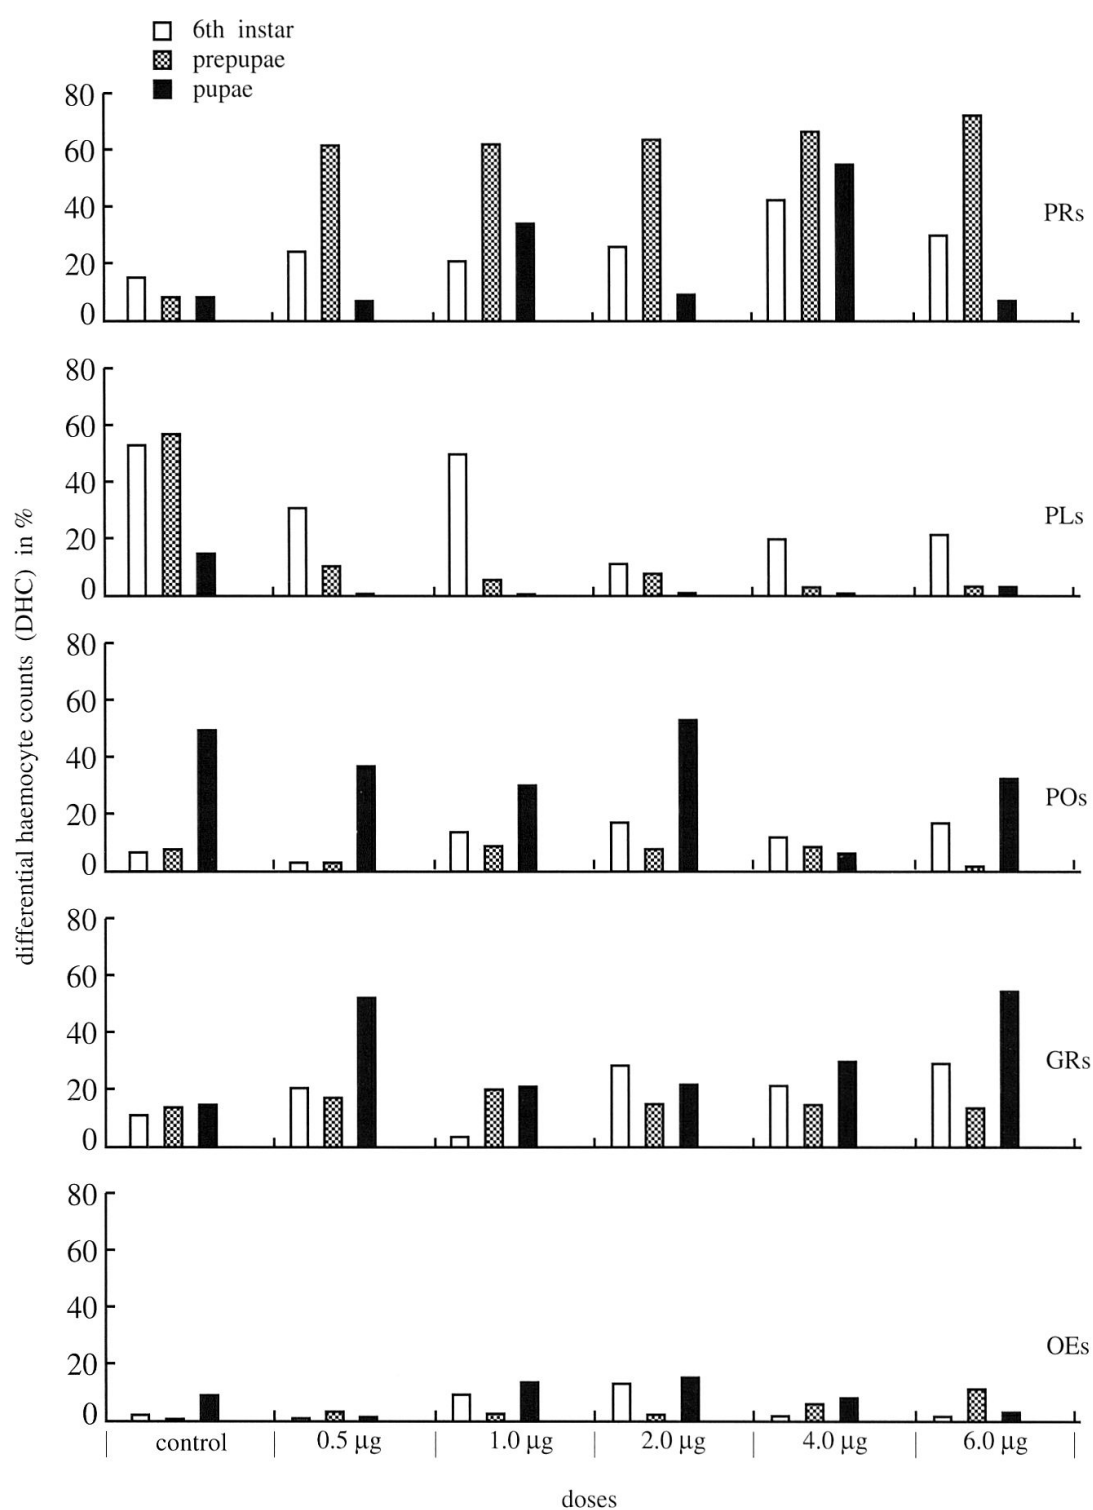 6th instar
prepupae
pupae
80
60
40
20
0
PRs
80
60
40
20
0
PLs
differential haemocyte counts (DHC) in %
80
60
40
20
0
POs
80
60
40
20
0
GRs
80
60
40
20
0
OEs
control 0.5 μg 1.0 μg 2.0 μg 4.0 μg 6.0 μg
doses